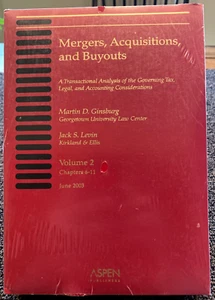 Mergers, Acquisitions,
and Buyouts
A Transactional Analysis of the Governing Tax,
Legal, and Accounting Considerations
Martin D. Ginsburg
Georgetown University Law Center
Jack S. Levin
Kirkland & Ellis
Volume 2
Chapters 6-11
June 2003
ASPEN
PUBLISHERS